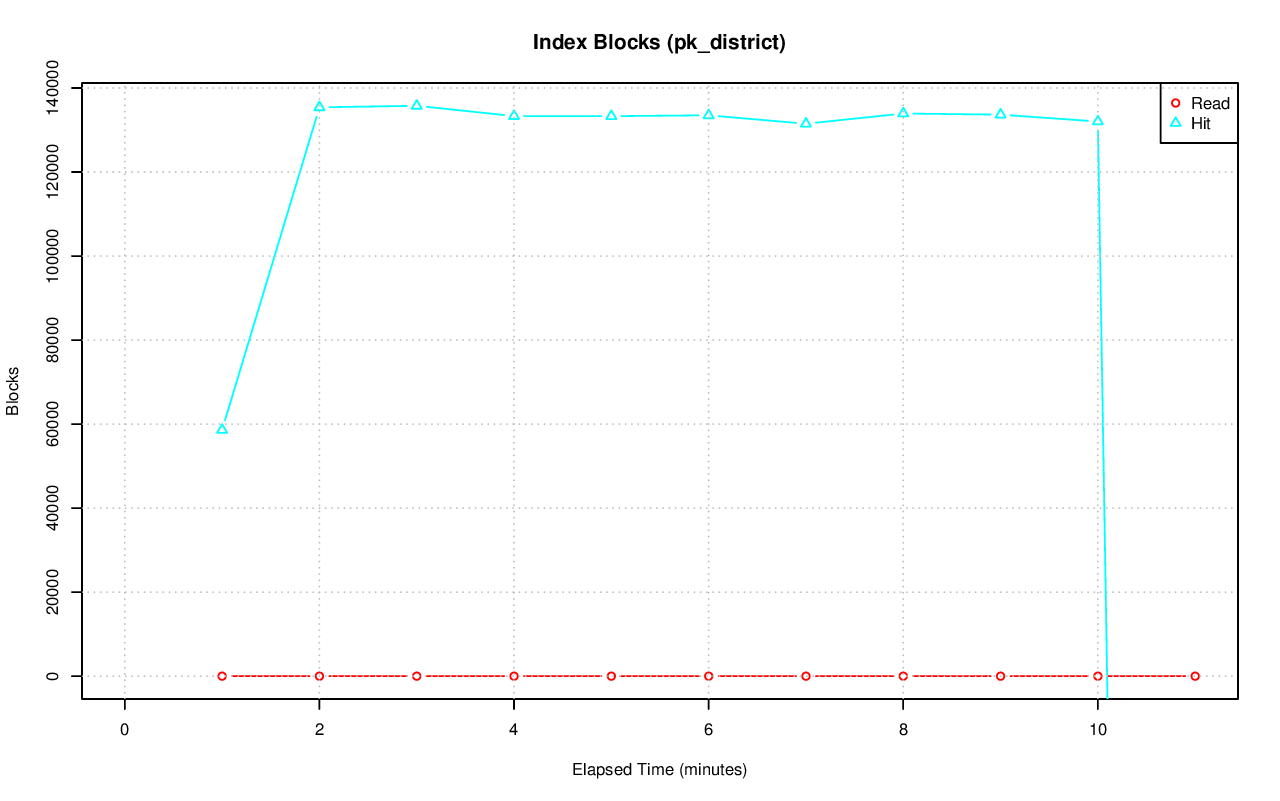 Index Blocks (pk_district)
Read
Hit
Blocks
140000
120000
100000
80000
60000
40000
20000
0
0 2 4 6 8 10
Elapsed Time (minutes)